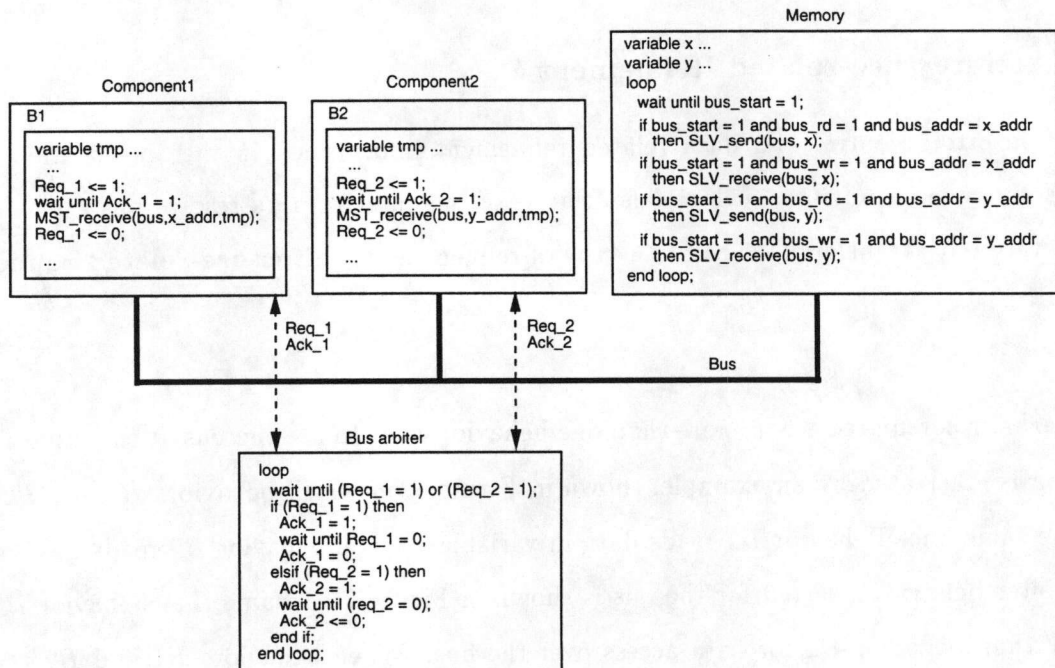 Memory
variable x ...
variable y ...
loop
wait until bus_start = 1;
if bus_start = 1 and bus_rd = 1 and bus_addr = x_addr
then SLV_send(bus, x);
if bus_start = 1 and bus_wr = 1 and bus_addr = x_addr
then SLV_receive(bus, x);
if bus_start = 1 and bus_rd = 1 and bus_addr = y_addr
then SLV_send(bus, y);
if bus_start = 1 and bus_wr = 1 and bus_addr = y_addr
then SLV_receive(bus, y);
end loop;
Component1
B1
variable tmp ...
...
Req_1 <= 1;
wait until Ack_1 = 1;
MST_receive(bus,x_addr,tmp);
Req_1 <= 0;
...
Component2
B2
variable tmp ...
...
Req_2 <= 1;
wait until Ack_2 = 1;
MST_receive(bus,y_addr,tmp);
Req_2 <= 0;
...
Req_1
Ack_1
Req_2
Ack_2
Bus
Bus arbiter
loop
wait until (Req_1 = 1) or (Req_2 = 1);
if (Req_1 = 1) then
Ack_1 = 1;
wait until Req_1 = 0;
Ack_1 = 0;
elsif (Req_2 = 1) then
Ack_2 = 1;
wait until (req_2 = 0);
Ack_2 <= 0;
end if;
end loop;